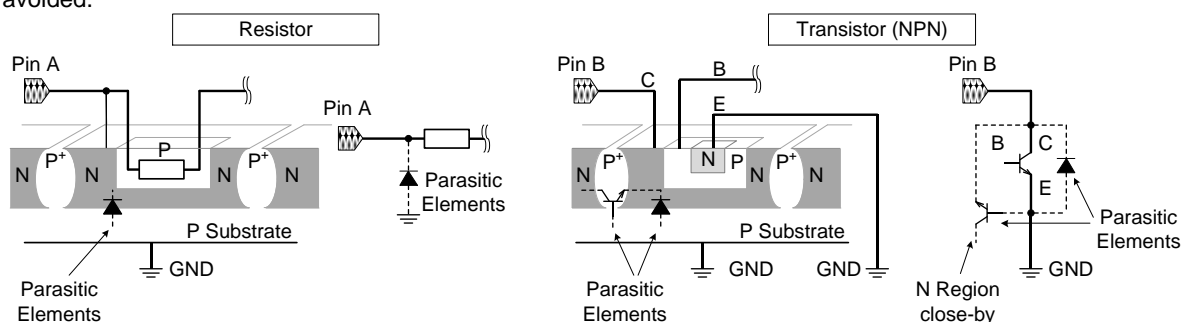 avoided.
Resistor
Transistor (NPN)
Pin A
Pin A
Pin B
C
B
E
Pin B
N
P+
N
P
N
P+
N
Parasitic
Elements
N
P+
N
N
P
N
P+
N
B
C
E
Parasitic
Elements
P Substrate
GND
Parasitic
Elements
P Substrate
GND
GND
Parasitic
Elements
GND
N Region
close-by